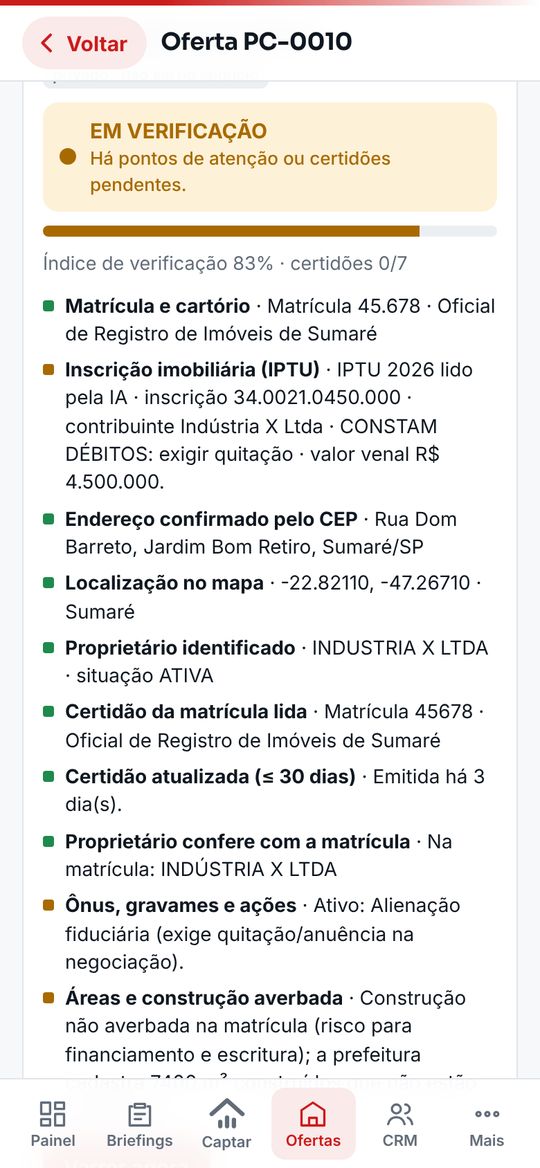 Voltar
Oferta PC-0010
EM VERIFICAÇÃO
Há pontos de atenção ou certidões
pendentes.
Índice de verificação 83% · certidões 0/7
Matrícula e cartório · Matrícula 45.678 · Oficial
de Registro de Imóveis de Sumaré
Inscrição imobiliária (IPTU) · IPTU 2026 lido
pela IA · inscrição 34.0021.0450.000 ·
contribuinte Indústria X Ltda · CONSTAM
DÉBITOS: exigir quitação · valor venal R$
4.500.000.
Endereço confirmado pelo CEP · Rua Dom
Barreto, Jardim Bom Retiro, Sumaré/SP
Localização no mapa · -22.82110, -47.26710 ·
Sumaré
Proprietário identificado · INDUSTRIA X LTDA
· situação ATIVA
Certidão da matrícula lida · Matrícula 45678 ·
Oficial de Registro de Imóveis de Sumaré
Certidão atualizada (≤ 30 dias) · Emitida há 3
dia(s).
Proprietário confere com a matrícula · Na
matrícula: INDÚSTRIA X LTDA
Ônus, gravames e ações · Ativo: Alienação
fiduciária (exige quitação/anuência na
negociação).
Áreas e construção averbada · Construção
não averbada na matrícula (risco para
financiamento e escritura); a prefeitura
Painel
Briefings
Captar
Ofertas
CRM
Mais